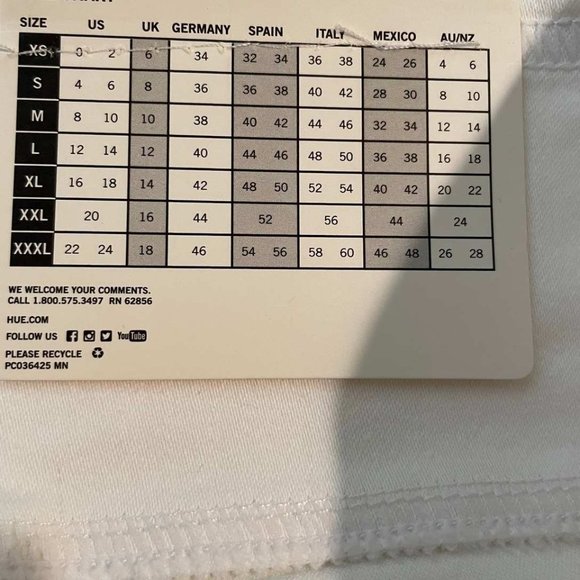 SIZE US UK GERMANY SPAIN ITALY MEXICO AU/NZ
XS 0 2 6 34 32 34 36 38 24 26 4 6
S 4 6 8 36 36 38 40 42 28 30 8 10
M 8 10 10 38 40 42 44 46 32 34 12 14
L 12 14 12 40 44 46 48 50 36 38 16 18
XL 16 18 14 42 48 50 52 54 40 42 20 22
XXL 20 16 44 52 56 44 24
XXXL 22 24 18 46 54 56 58 60 46 48 26 28
WE WELCOME YOUR COMMENTS.
CALL 1.800.575.3497 RN 62856
HUE.COM
FOLLOW US YouTube
PLEASE RECYCLE
PC036425 MN